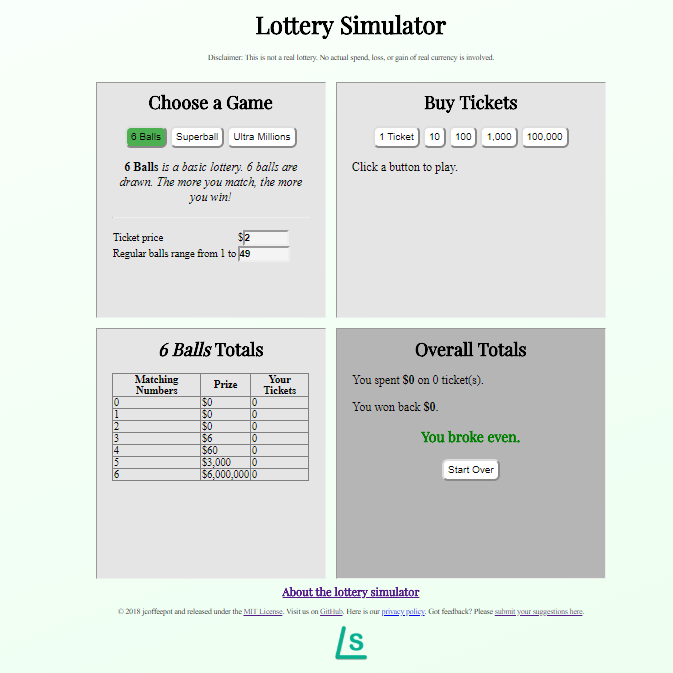 Lottery Simulator
Disclaimer: This is not a real lottery. No actual spend, loss, or gain of real currency is involved.
Choose a Game
6 Balls Superball Ultra Millions
6 Balls is a basic lottery. 6 balls are
drawn. The more you match, the more
you win!
Ticket price $2
Regular balls range from 1 to 49
Buy Tickets
1 Ticket 10 100 1,000 100,000
Click a button to play.
6 Balls Totals
Matching Numbers Prize Your Tickets
0 $0 0
1 $0 0
2 $0 0
3 $6 0
4 $60 0
5 $3,000 0
6 $6,000,000 0
Overall Totals
You spent $0 on 0 ticket(s).
You won back $0.
You broke even.
Start Over
About the lottery simulator
© 2018 jcoffeepot and released under the MIT License. Visit us on GitHub. Here is our privacy policy. Got feedback? Please submit your suggestions here.
LS